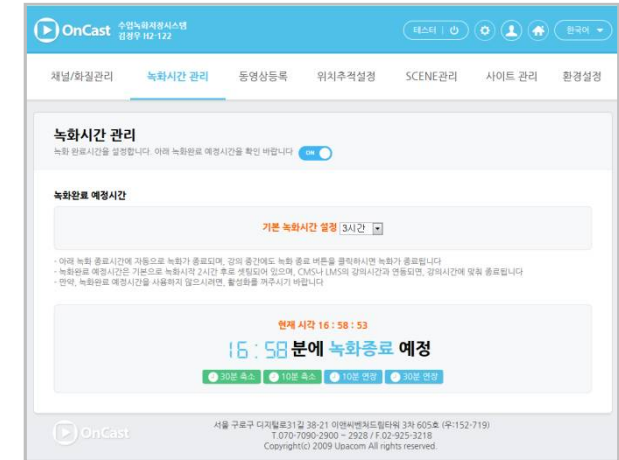 OnCast 수업녹화저장시스템
검정우 H2-122
테스터
한국어
채널/화질관리 녹화시간 관리 동영상등록 위치추적설정 SCENE관리 사이트 관리 환경설정
녹화시간 관리
녹화 완료시간을 설정합니다. 아래 녹화완료 예정시간을 확인 바랍니다 ON
녹화완료 예정시간
기본 녹화시간 설정 3시간
- 아래 녹화 종료시간에 자동으로 녹화가 종료되며, 강의 중간에도 녹화 종료 버튼을 클릭하시면 녹화가 종료됩니다
- 녹화완료 예정시간은 기본으로 녹화시작 2시간 후로 셋팅되어 있으며, CMS나 LMS의 강의시간과 연동되면, 강의시간에 맞춰 종료됩니다
- 만약, 녹화완료 예정시간을 사용하지 않으시려면, 활성화를 꺼주시기 바랍니다
현재 시각 16 : 58 : 53
16 : 58 분에 녹화종료 예정
30분 축소 10분 축소 10분 연장 30분 연장
OnCast
서울 구로구 디지털로31길 38-21 이앤씨벤처드림타워 3차 605호 (우:152-719)
T.070-7090-2900 ~ 2928 / F.02-925-3218
Copyright(c) 2009 Upacom All rights reserved.